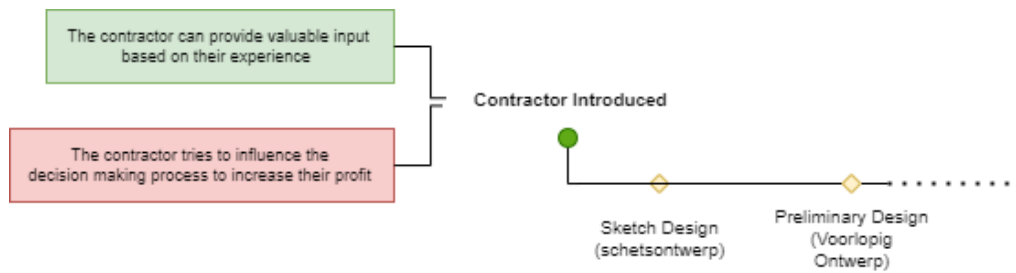 The contractor can provide valuable input
based on their experience
Contractor Introduced
The contractor tries to influence the
decision making process to increase their profit
Sketch Design
(schetsontwerp)
Preliminary Design
(Voorlopig
Ontwerp)